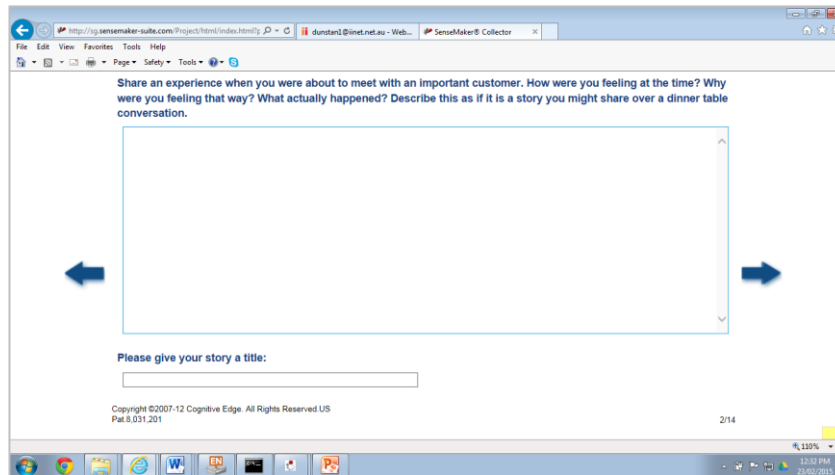 http://sg.sensemaker-suite.com/Project/html/index.html?
dunstan1@iinet.net.au - Web...
SenseMaker® Collector
File Edit View Favorites Tools Help
Page Safety Tools
Share an experience when you were about to meet with an important customer. How were you feeling at the time? Why
were you feeling that way? What actually happened? Describe this as if it is a story you might share over a dinner table
conversation.
Please give your story a title:
Copyright ©2007-12 Cognitive Edge. All Rights Reserved.US
Pat.8,031,201
2/14
110%
EN
12:32 PM
23/02/2015